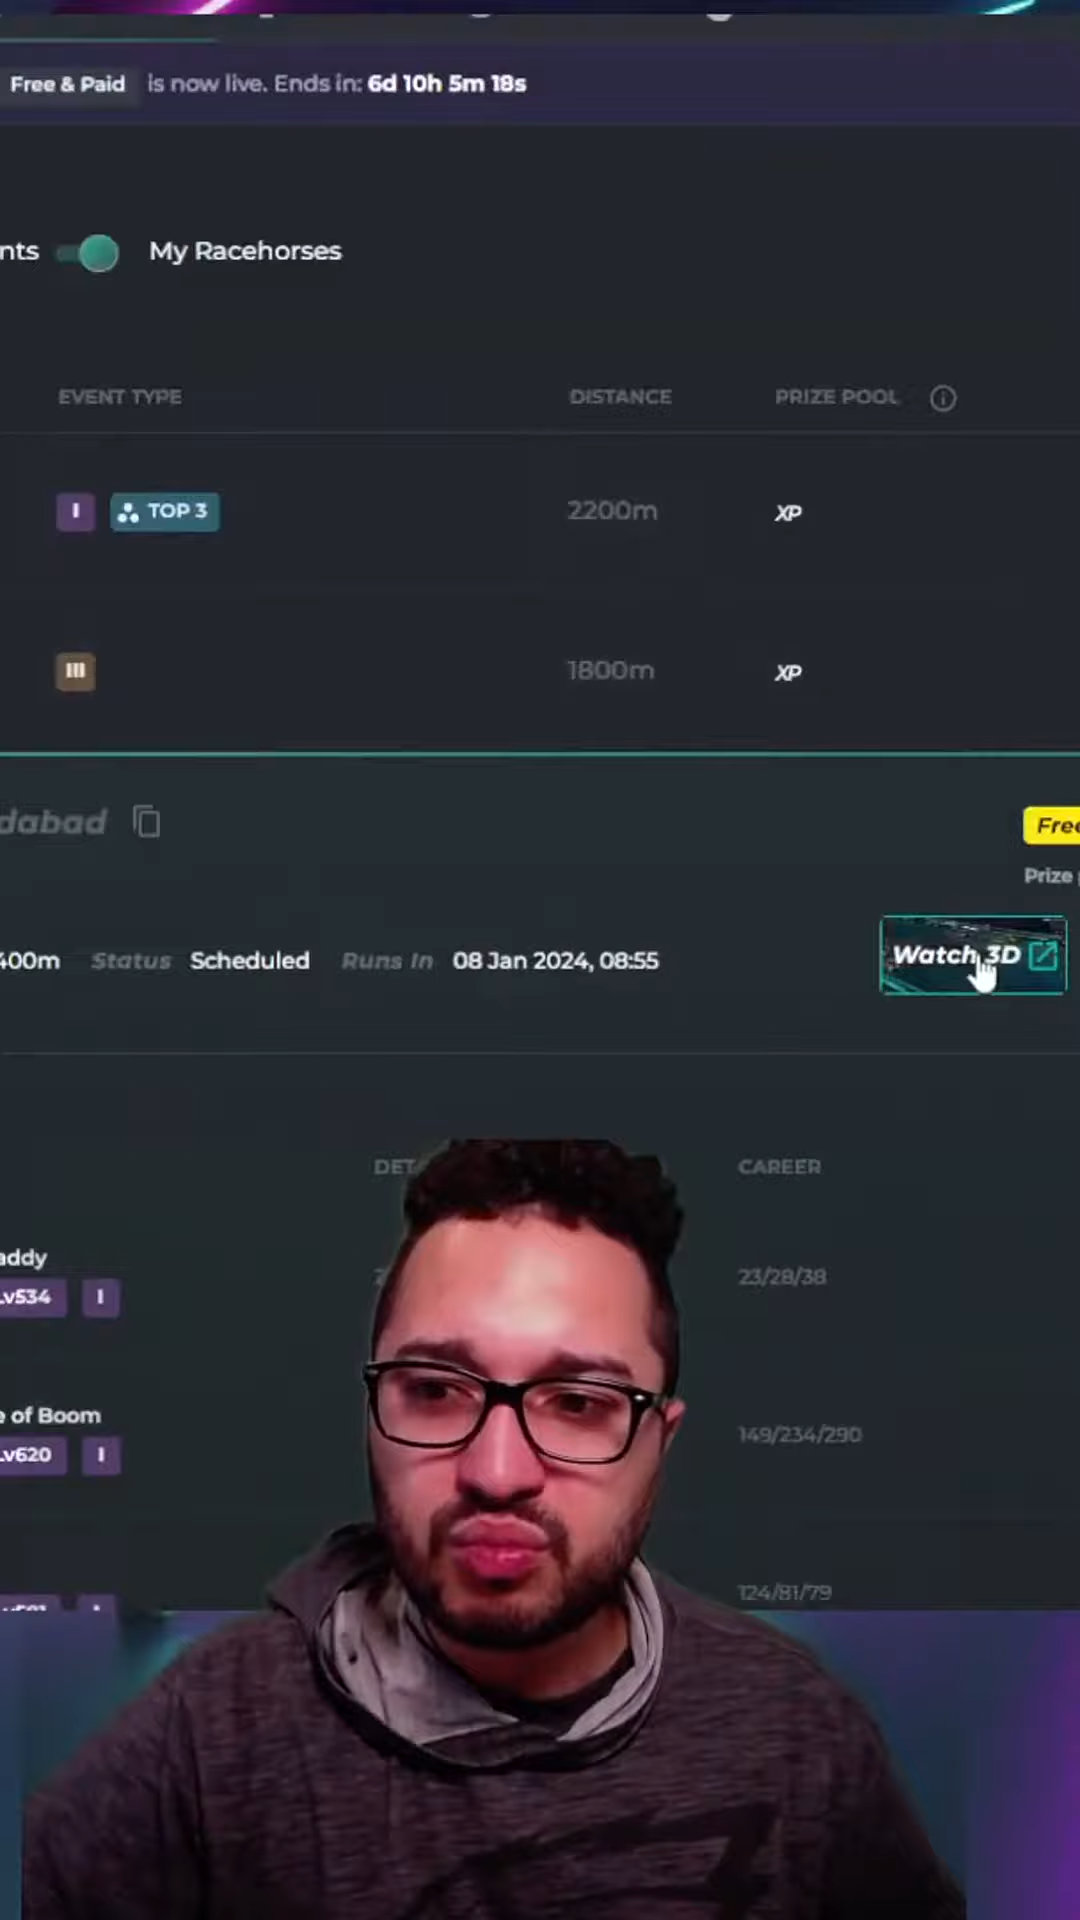 Free & Paid is now live. Ends in: 6d 10h 5m 18s
nts My Racehorses
EVENT TYPE DISTANCE PRIZE POOL
I TOP 3 2200m XP
III 1800m XP
dabad
Free
Prize
400m Status Scheduled Runs In 08 Jan 2024, 08:55 Watch 3D
DET CAREER
addy
Lv534 I 23/28/38
e of Boom
Lv620 I 149/234/290
124/81/79